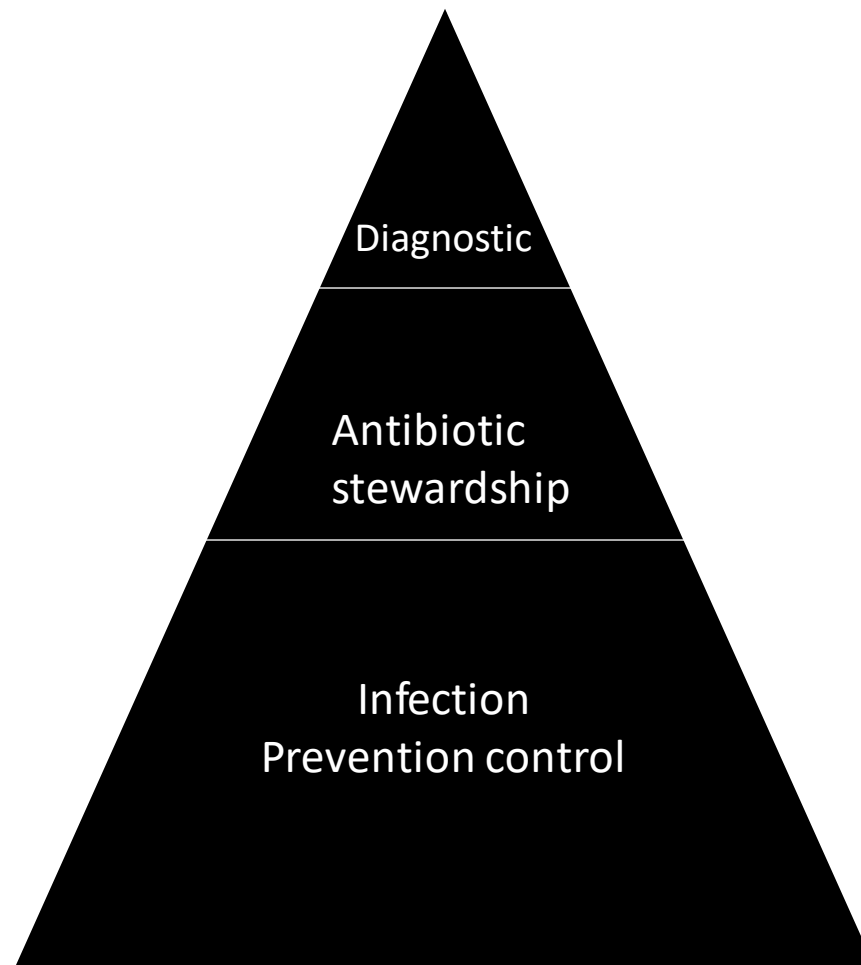 Diagnostic
Antibiotic
stewardship
Infection
Prevention control